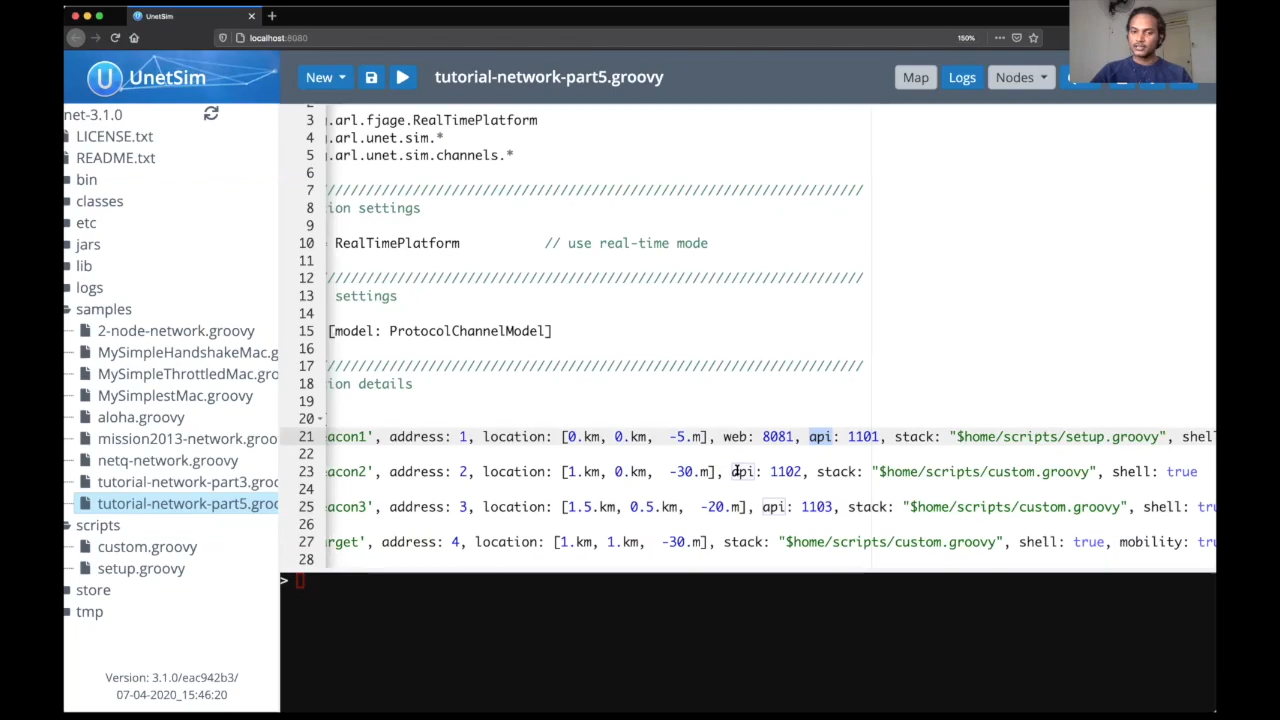 UnetSim
localhost:8080
150%
UnetSim
New
tutorial-network-part5.groovy
Map
Logs
Nodes
net-3.1.0
LICENSE.txt
README.txt
bin
classes
etc
jars
lib
logs
samples
2-node-network.groovy
MySimpleHandshakeMac.g
MySimpleThrottledMac.gro
MySimplestMac.groovy
aloha.groovy
mission2013-network.groo
netq-network.groovy
tutorial-network-part3.groo
tutorial-network-part5.groo
scripts
custom.groovy
setup.groovy
store
tmp
Version: 3.1.0/eac942b3/
07-04-2020_15:46:20
3 .arl.fjage.RealTimePlatform
4 .arl.unet.sim.*
5 .arl.unet.sim.channels.*
6
7 //////////////////////////////////////////////////////////////////////
8 ion settings
9
10 RealTimePlatform // use real-time mode
11
12 //////////////////////////////////////////////////////////////////////
13 settings
14
15 [model: ProtocolChannelModel]
16
17 //////////////////////////////////////////////////////////////////////
18 ion details
19
20
21 eacon1', address: 1, location: [0.km, 0.km, -5.m], web: 8081, api: 1101, stack: "$home/scripts/setup.groovy", shel
22
23 eacon2', address: 2, location: [1.km, 0.km, -30.m], api: 1102, stack: "$home/scripts/custom.groovy", shell: true
24
25 eacon3', address: 3, location: [1.5.km, 0.5.km, -20.m], api: 1103, stack: "$home/scripts/custom.groovy", shell: tru
26
27 arget', address: 4, location: [1.km, 1.km, -30.m], stack: "$home/scripts/custom.groovy", shell: true, mobility: tru
28
>